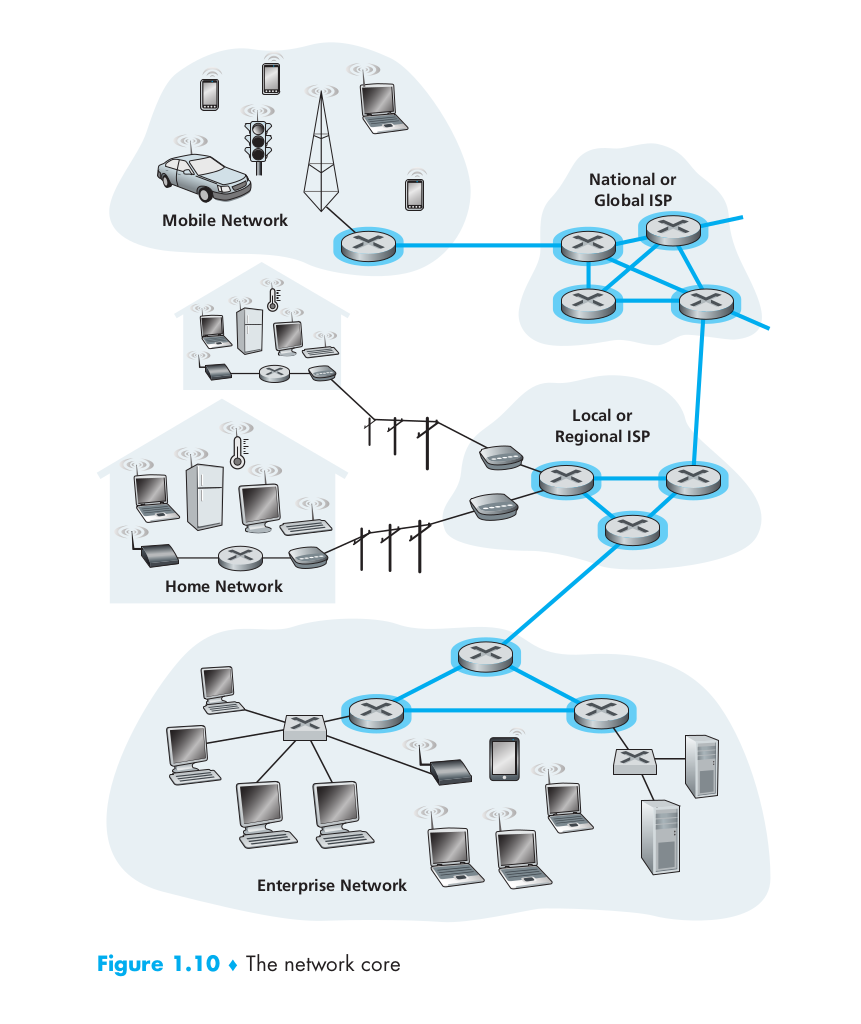 Mobile Network
National or
Global ISP
Local or
Regional ISP
Home Network
Enterprise Network
Figure 1.10 ♦ The network core